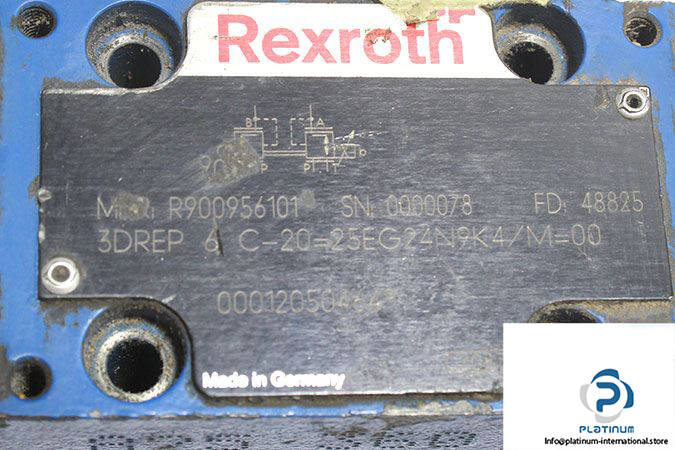 Rexroth
B A
P P T
R900956101 SN: 0000078 FD: 48825
3DREP 6 C-20=25EG24N9K4/M=00
Made in Germany
PLATINUM
info@platinum-international.store